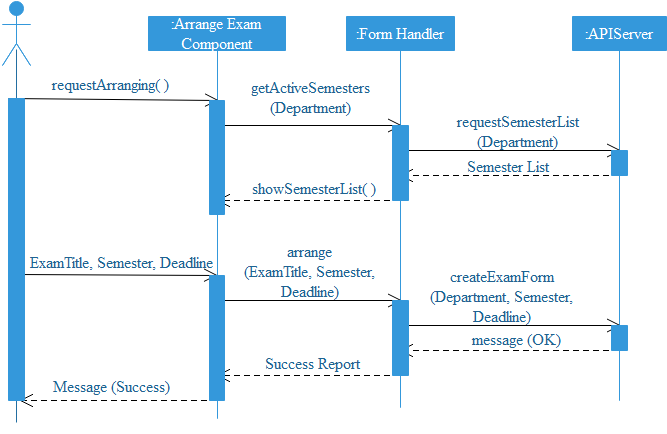 :Arrange Exam
Component
:Form Handler
:APIServer
requestArranging( )
getActiveSemesters
(Department)
requestSemesterList
(Department)
Semester List
showSemesterList( )
ExamTitle, Semester, Deadline
arrange
(ExamTitle, Semester,
Deadline)
createExamForm
(Department, Semester,
Deadline)
message (OK)
Success Report
Message (Success)